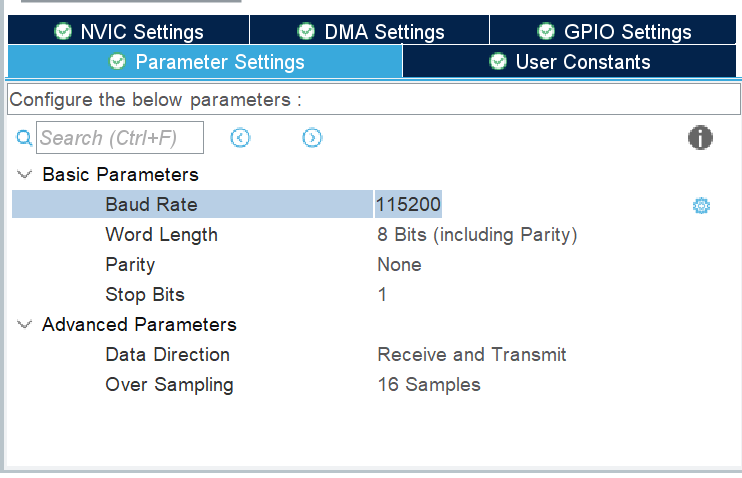 NVIC Settings DMA Settings GPIO Settings
Parameter Settings User Constants
Configure the below parameters :
Search (Ctrl+F)
Basic Parameters
Baud Rate 115200
Word Length 8 Bits (including Parity)
Parity None
Stop Bits 1
Advanced Parameters
Data Direction Receive and Transmit
Over Sampling 16 Samples